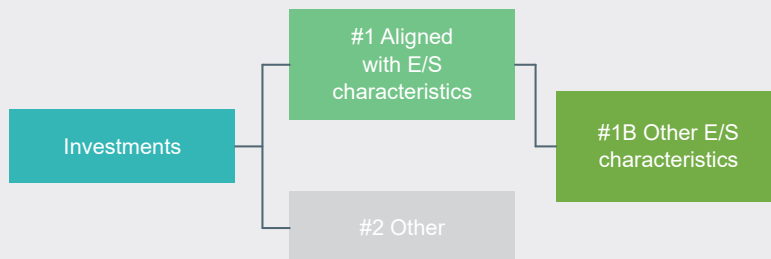 #1 Aligned
with E/S
characteristics
Investments
#1B Other E/S
characteristics
#2 Other